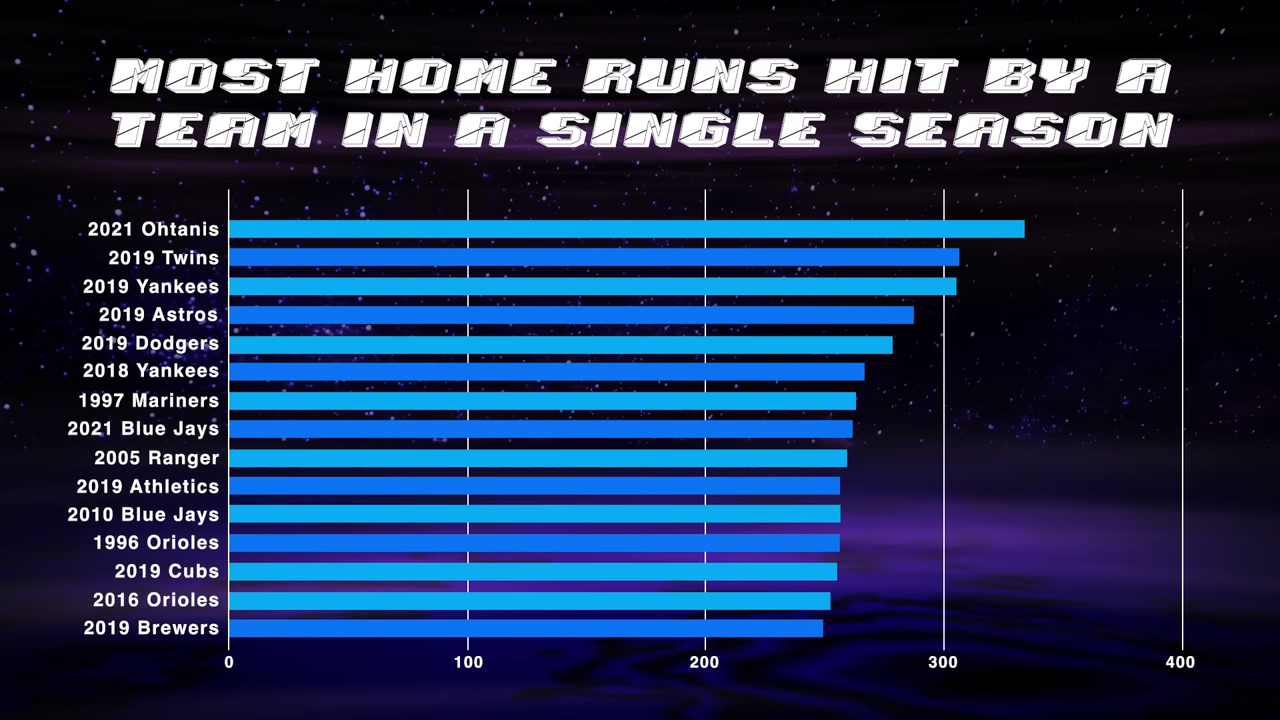 MOST HOME RUNS HIT BY A
TEAM IN A SINGLE SEASON
2021 Ohtanis
2019 Twins
2019 Yankees
2019 Astros
2019 Dodgers
2018 Yankees
1997 Mariners
2021 Blue Jays
2005 Ranger
2019 Athletics
2010 Blue Jays
1996 Orioles
2019 Cubs
2016 Orioles
2019 Brewers
0 100 200 300 400